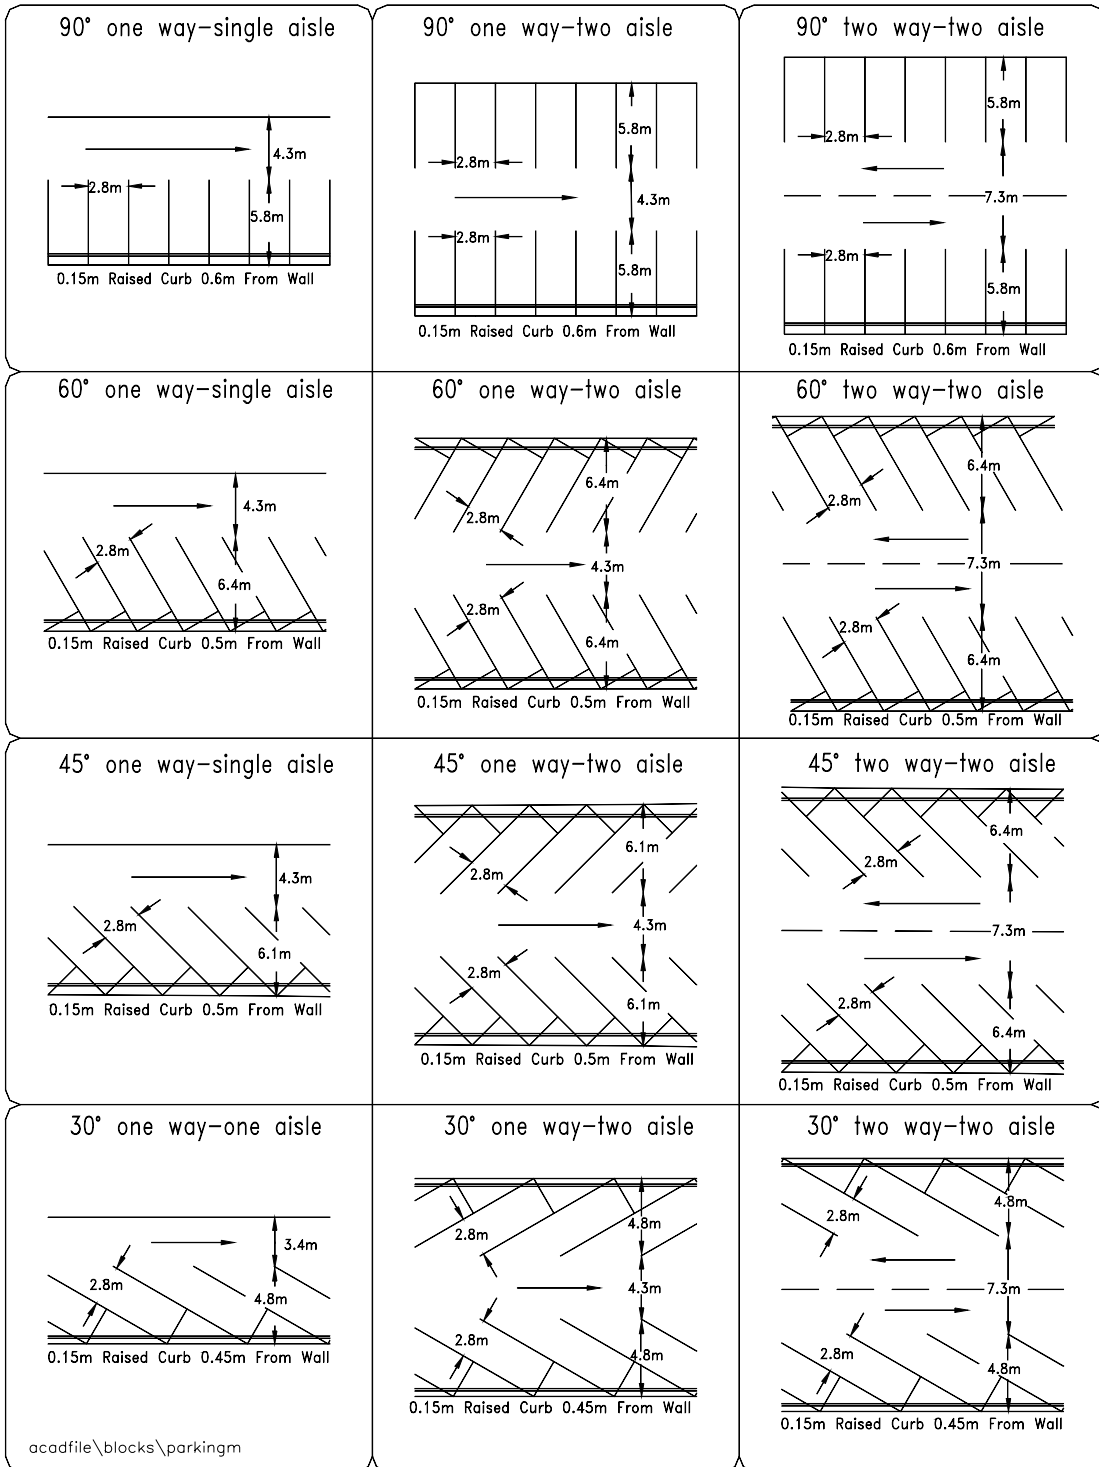 90° one way-single aisle
4.3m
2.8m
5.8m
0.15m Raised Curb 0.6m From Wall
90° one way-two aisle
5.8m
2.8m
4.3m
2.8m
5.8m
0.15m Raised Curb 0.6m From Wall
90° two way-two aisle
5.8m
2.8m
7.3m
2.8m
5.8m
0.15m Raised Curb 0.6m From Wall
60° one way-single aisle
4.3m
2.8m
6.4m
0.15m Raised Curb 0.5m From Wall
60° one way-two aisle
6.4m
2.8m
4.3m
2.8m
6.4m
0.15m Raised Curb 0.5m From Wall
60° two way-two aisle
6.4m
2.8m
7.3m
2.8m
6.4m
0.15m Raised Curb 0.5m From Wall
45° one way-single aisle
4.3m
2.8m
6.1m
0.15m Raised Curb 0.5m From Wall
45° one way-two aisle
6.1m
2.8m
4.3m
2.8m
6.1m
0.15m Raised Curb 0.5m From Wall
45° two way-two aisle
6.4m
2.8m
7.3m
2.8m
6.4m
0.15m Raised Curb 0.5m From Wall
30° one way-one aisle
3.4m
2.8m
4.8m
0.15m Raised Curb 0.45m From Wall
30° one way-two aisle
4.8m
2.8m
4.3m
2.8m
4.8m
0.15m Raised Curb 0.45m From Wall
30° two way-two aisle
4.8m
2.8m
7.3m
2.8m
4.8m
0.15m Raised Curb 0.45m From Wall
acadfile\blocks\parkingm